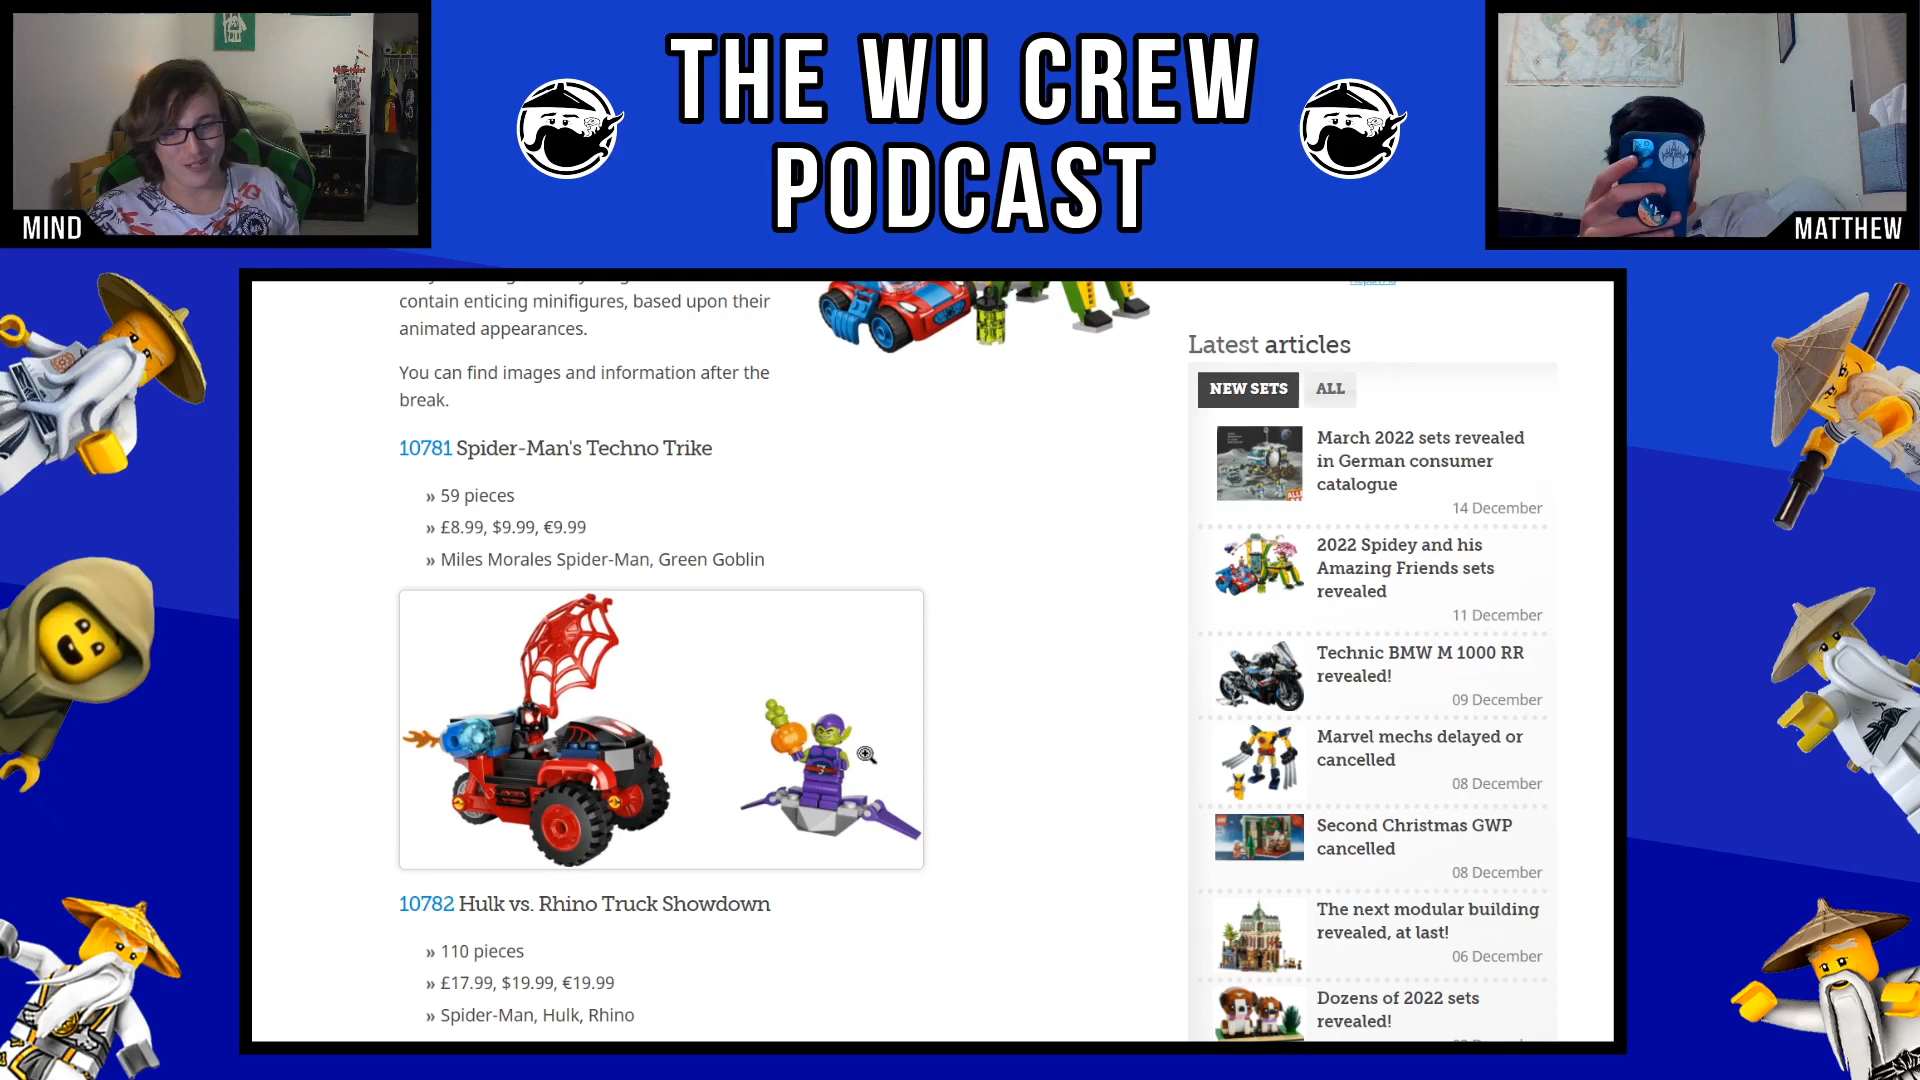 THE WU CREW
PODCAST
MIND
MATTHEW
contain enticing minifigures, based upon their
animated appearances.
You can find images and information after the
break.
10781 Spider-Man's Techno Trike
» 59 pieces
» £8.99, $9.99, €9.99
» Miles Morales Spider-Man, Green Goblin
10782 Hulk vs. Rhino Truck Showdown
» 110 pieces
» £17.99, $19.99, €19.99
» Spider-Man, Hulk, Rhino
Latest articles
NEW SETS
ALL
March 2022 sets revealed
in German consumer
catalogue
14 December
2022 Spidey and his
Amazing Friends sets
revealed
11 December
Technic BMW M 1000 RR
revealed!
09 December
Marvel mechs delayed or
cancelled
08 December
Second Christmas GWP
cancelled
08 December
The next modular building
revealed, at last!
06 December
Dozens of 2022 sets
revealed!